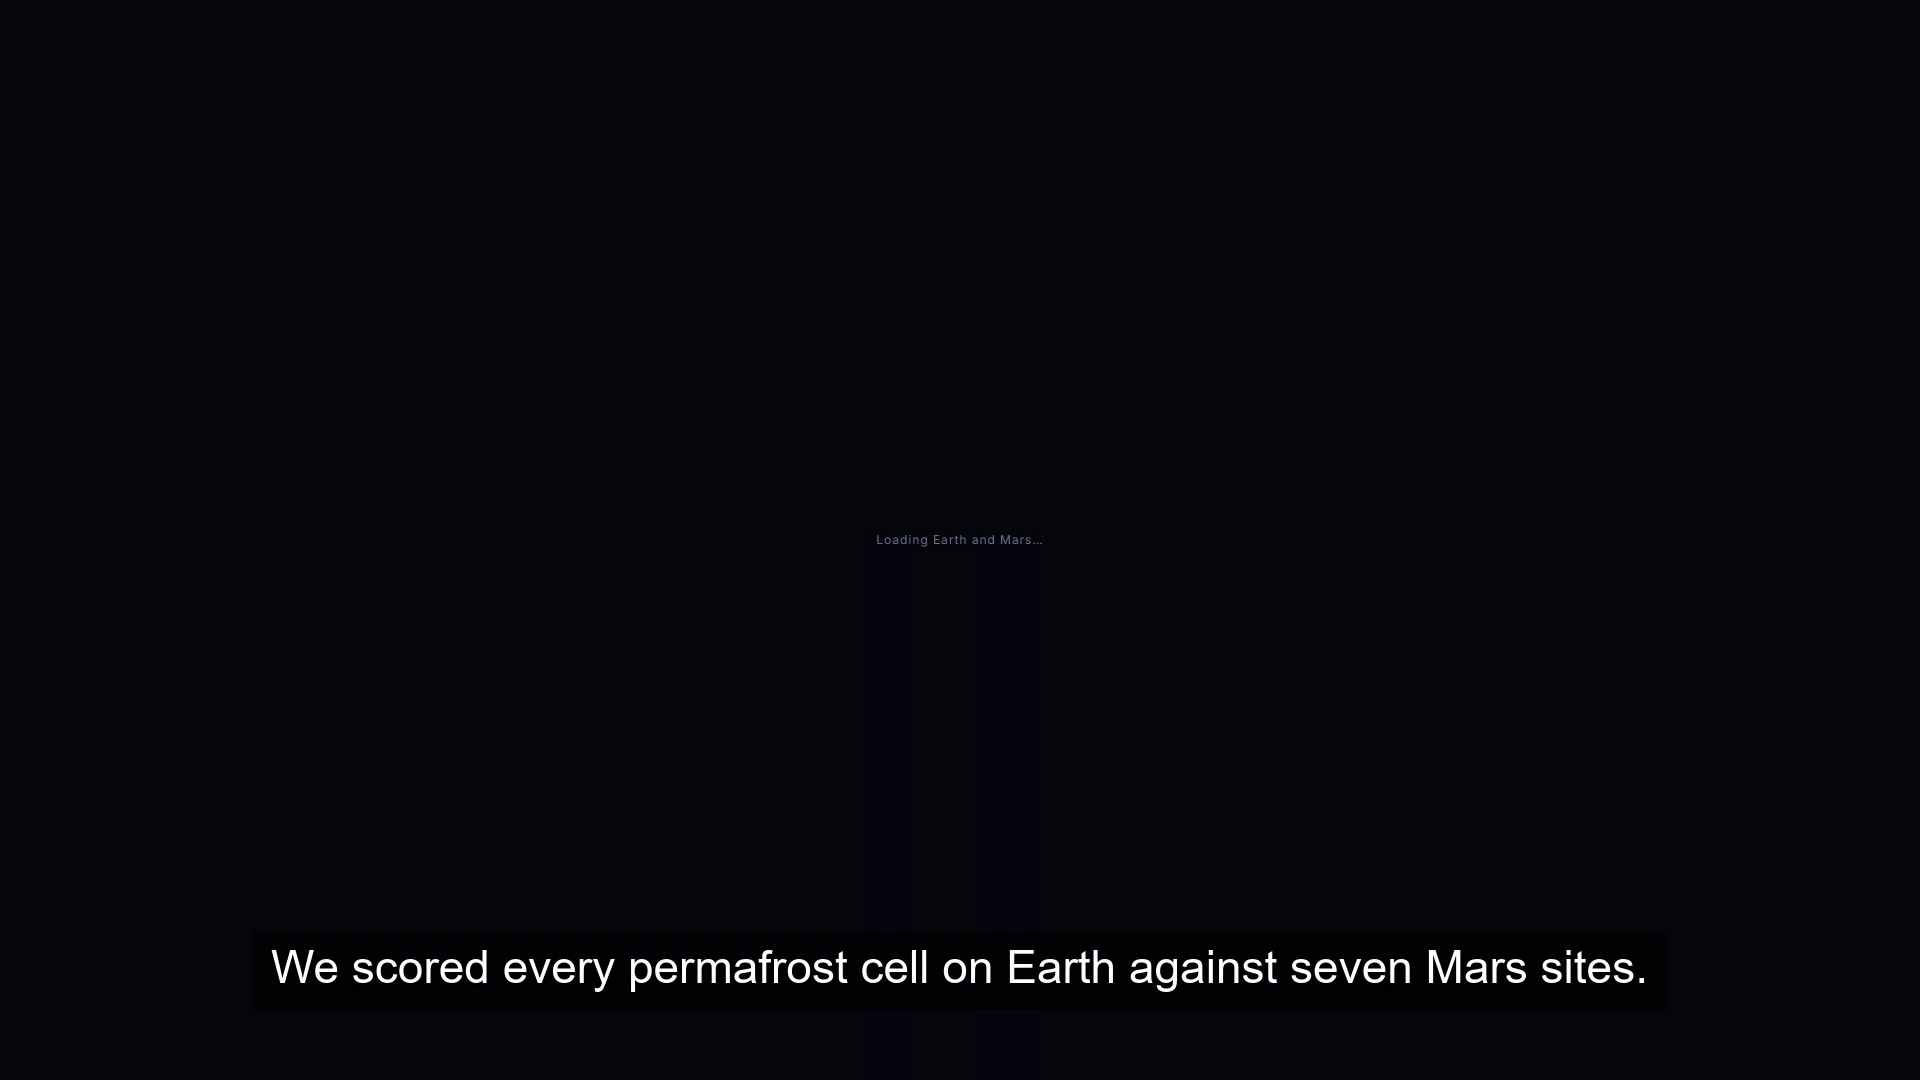 Loading Earth and Mars...
We scored every permafrost cell on Earth against seven Mars sites.